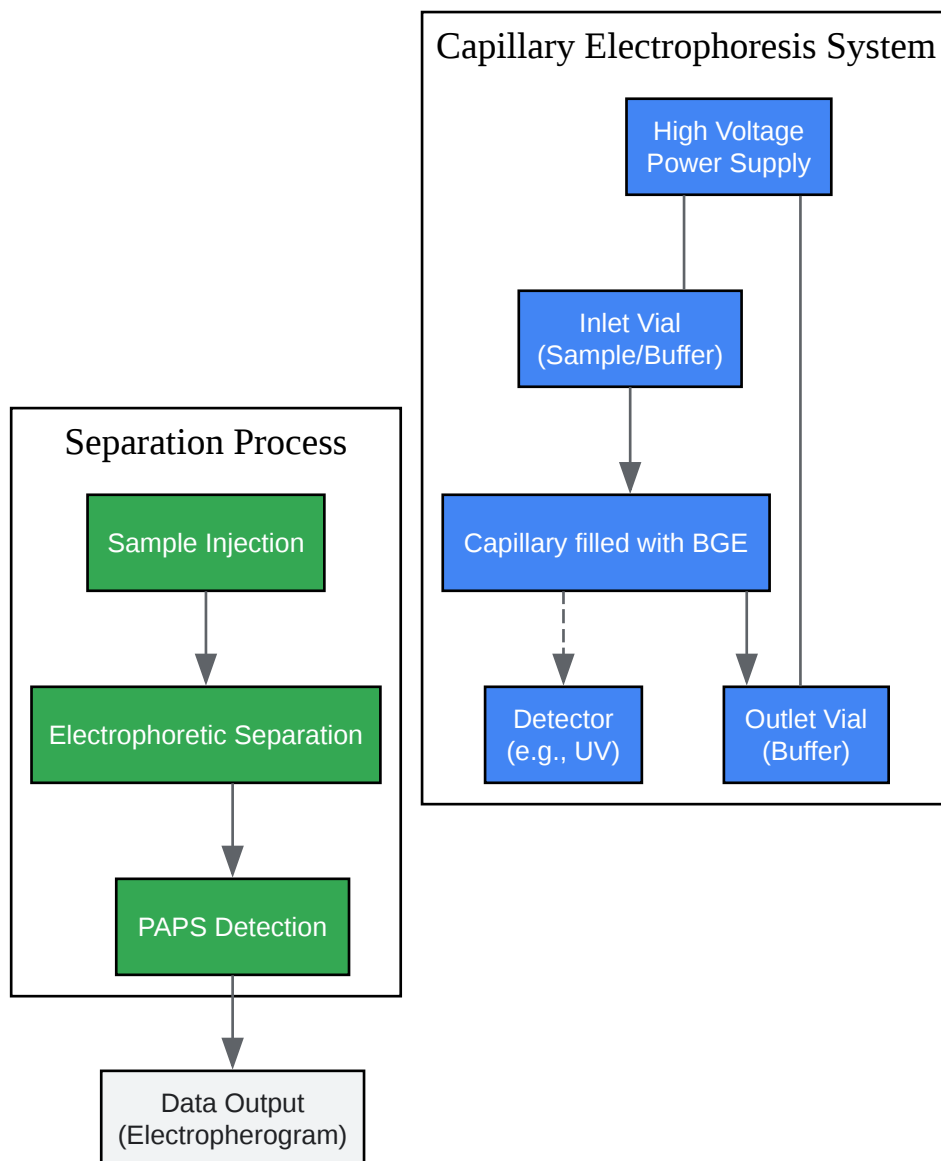 Capillary Electrophoresis System
High Voltage
Power Supply
Inlet Vial
(Sample/Buffer)
Capillary filled with BGE
Detector
(e.g., UV)
Outlet Vial
(Buffer)
Separation Process
Sample Injection
Electrophoretic Separation
PAPS Detection
Data Output
(Electropherogram)